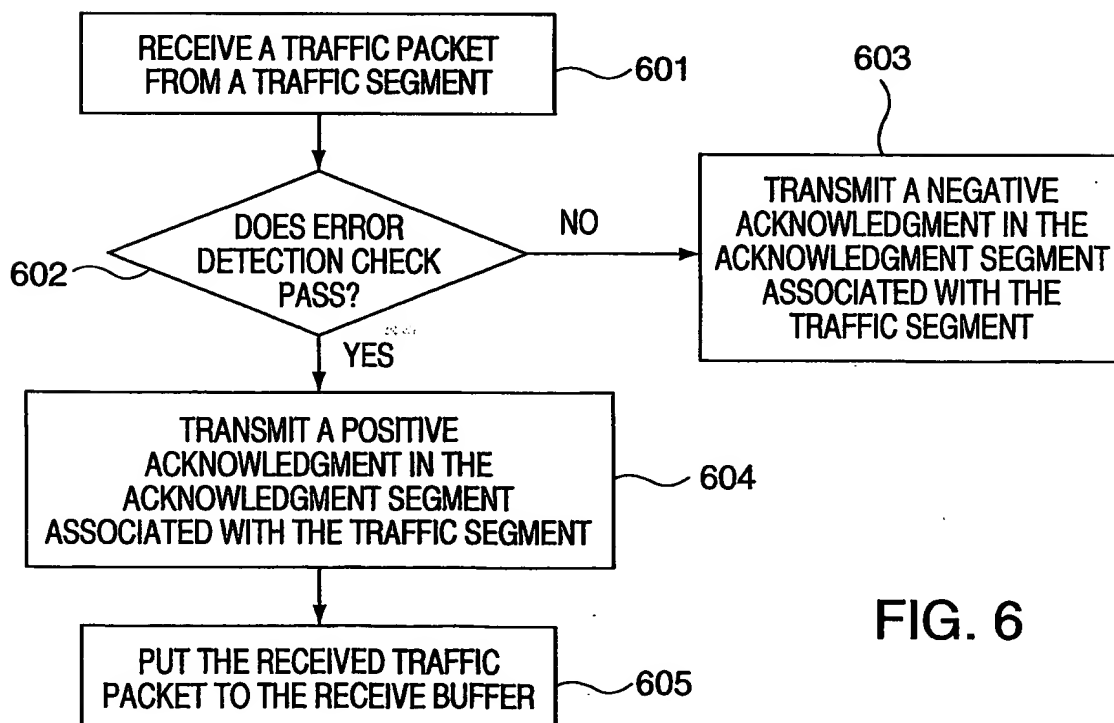 RECEIVE A TRAFFIC PACKET
FROM A TRAFFIC SEGMENT
601
603
DOES ERROR
DETECTION CHECK
PASS?
602
NO
TRANSMIT A NEGATIVE
ACKNOWLEDGMENT IN THE
ACKNOWLEDGMENT SEGMENT
ASSOCIATED WITH THE
TRAFFIC SEGMENT
YES
TRANSMIT A POSITIVE
ACKNOWLEDGMENT IN THE
ACKNOWLEDGMENT SEGMENT
ASSOCIATED WITH THE TRAFFIC SEGMENT
604
PUT THE RECEIVED TRAFFIC
PACKET TO THE RECEIVE BUFFER
605
FIG. 6